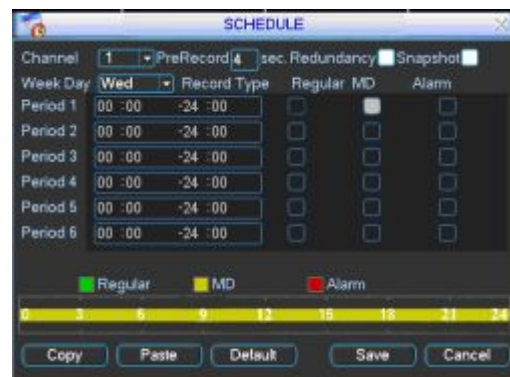 SCHEDULE
Channel 1 PreRecord 4 sec. Redundancy Snapshot
Week Day Wed Record Type Regular MD Alarm
Period 1 00 :00 -24 :00
Period 2 00 :00 -24 :00
Period 3 00 :00 -24 :00
Period 4 00 :00 -24 :00
Period 5 00 :00 -24 :00
Period 6 00 :00 -24 :00
Regular MD Alarm
0 3 6 9 12 15 18 21 24
Copy Paste Default Save Cancel